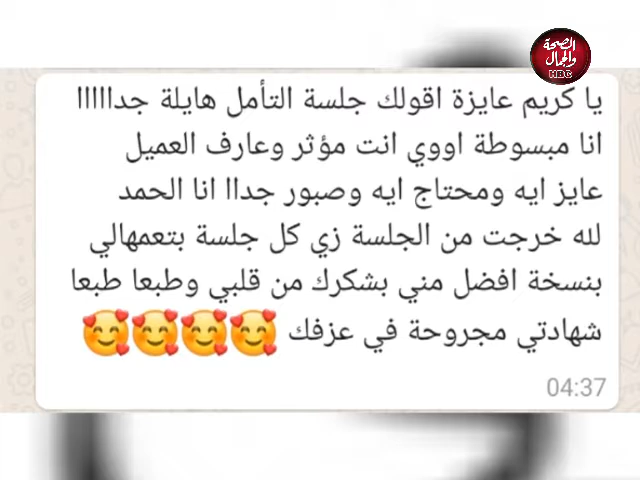 الصحة
والجمال
HBC
يا كريم عايزة اقولك جلسة التأمل هايلة جدااااا
انا مبسوطة اووي انت مؤثر وعارف العميل
عايز ايه ومحتاج ايه وصبور جداا انا الحمد
لله خرجت من الجلسة زي كل جلسة بتعمهالي
بنسخة افضل مني بشكرك من قلبي وطبعا طبعا
شهادتي مجروحة في عزفك 🥰🥰🥰🥰
04:37